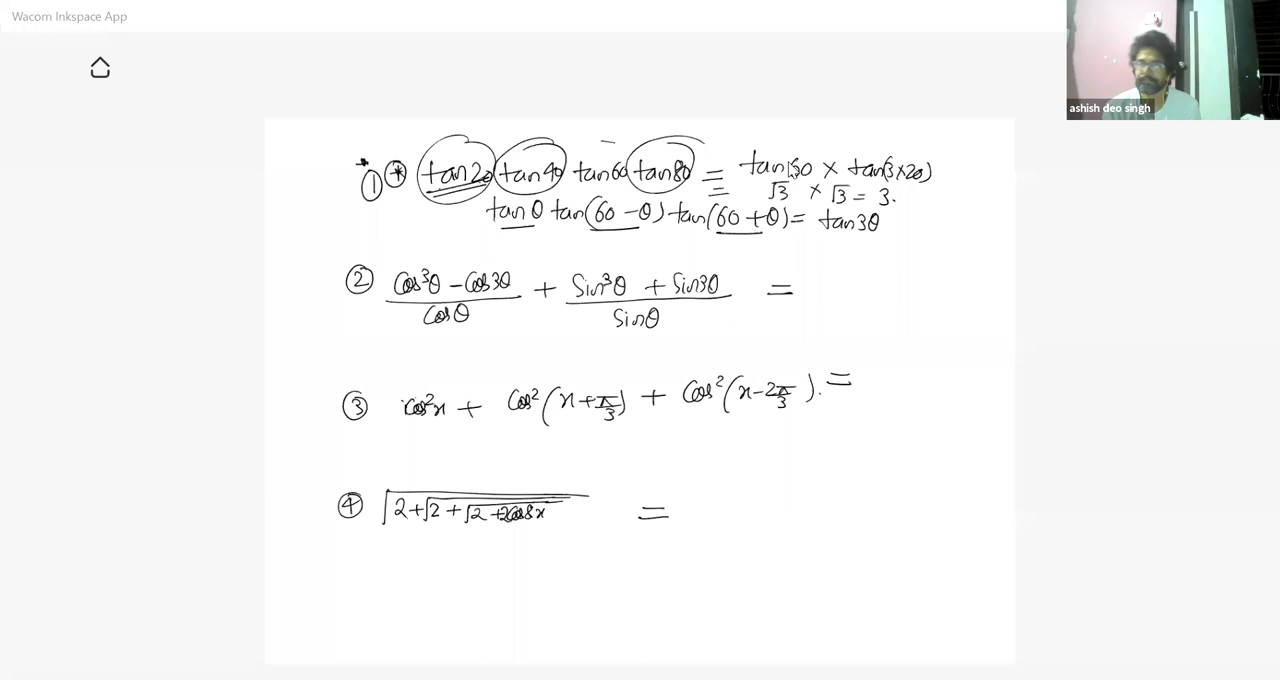 Wacom Inkspace App
ashish deo singh
① * tan20 tan40 tan60 tan80 = tan60 × tan(3×20)
= √3 × √3 = 3.
tanθ tan(60-θ) tan(60+θ) = tan3θ
② (Cos³θ - Cos3θ)/Cosθ + (Sin³θ + Sin3θ)/Sinθ =
③ cos²x + Cos²(x+π/3) + Cos²(x-2π/3). =
④ √(2+√(2+√(2+2cos8x))) =